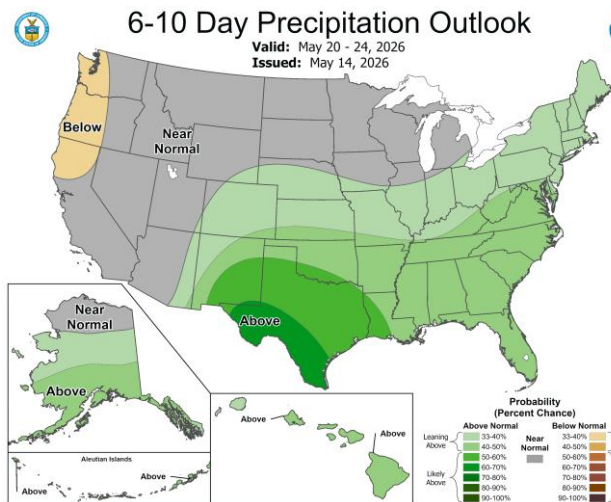 6-10 Day Precipitation Outlook
Valid: May 20 - 24, 2026
Issued: May 14, 2026
Below
Near
Normal
Above
Near
Normal
Above
Aleutian Islands
Above
Above
Above
Above
Above
Probability
(Percent Chance)
Above Normal
Below Normal
Leaning
Above
33-40%
40-50%
Near
Normal
33-40%
40-50%
Likely
Above
50-60%
60-70%
70-80%
80-90%
90-100%
50-60%
60-70%
70-80%
80-90%
90-100%